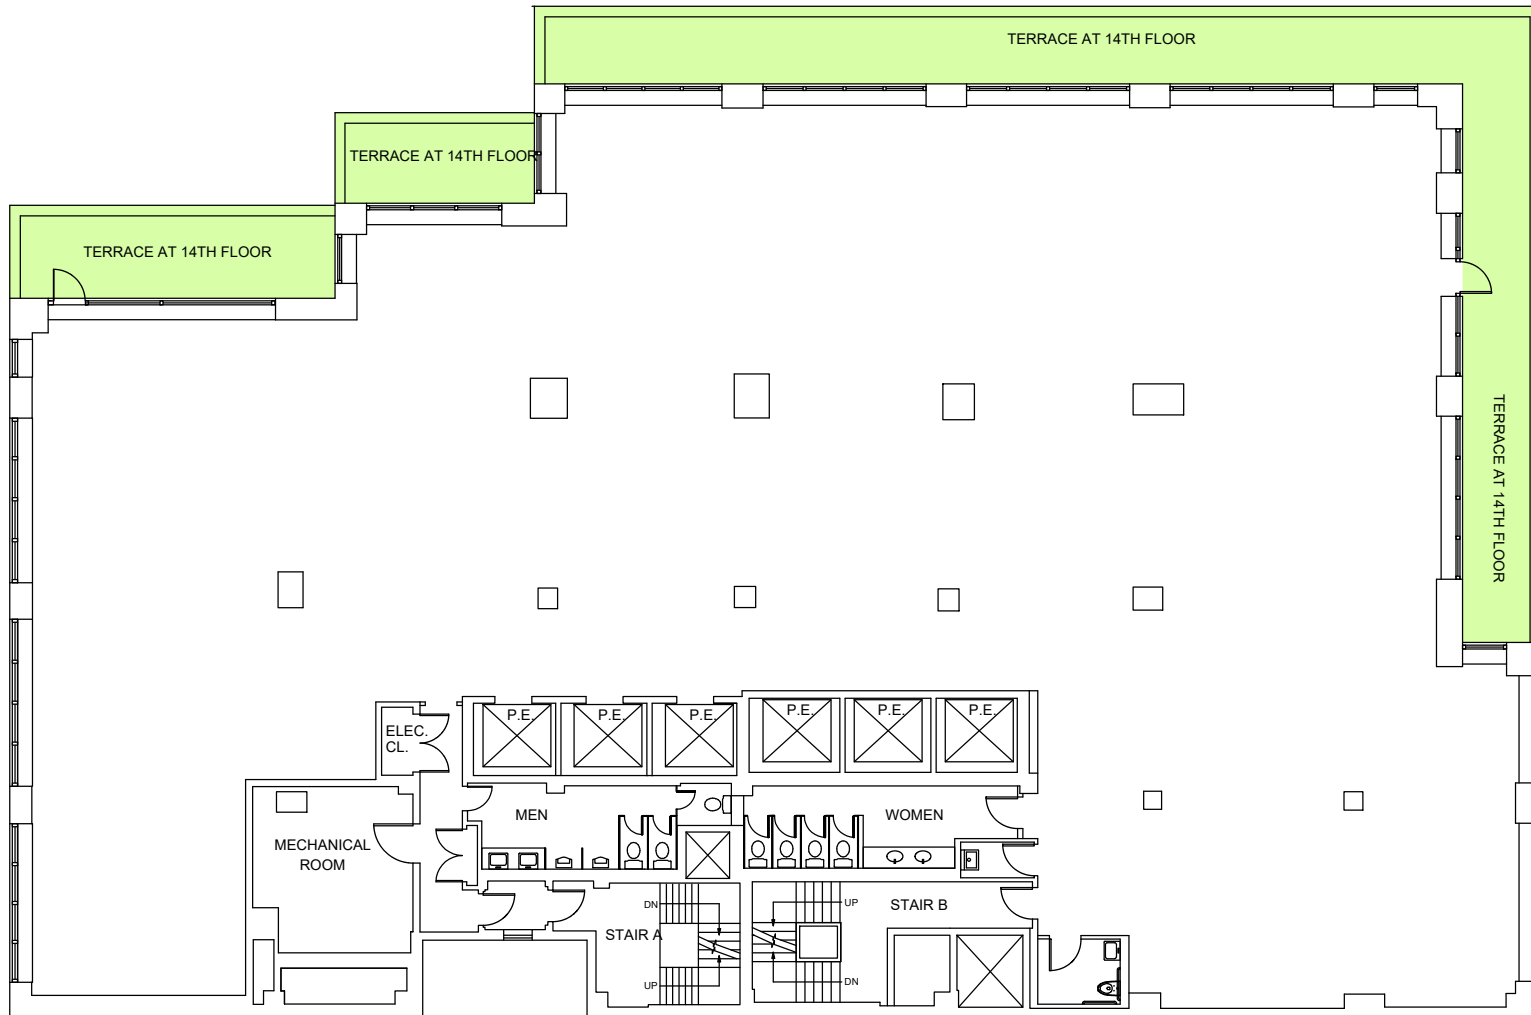 TERRACE AT 14TH FLOOR
TERRACE AT 14TH FLOOR
TERRACE AT 14TH FLOOR
TERRACE AT 14TH FLOOR
P.E.
P.E.
P.E.
P.E.
P.E.
P.E.
ELEC.
CL.
MEN
WOMEN
MECHANICAL
ROOM
DN
UP
STAIR B
STAIR A
UP
DN